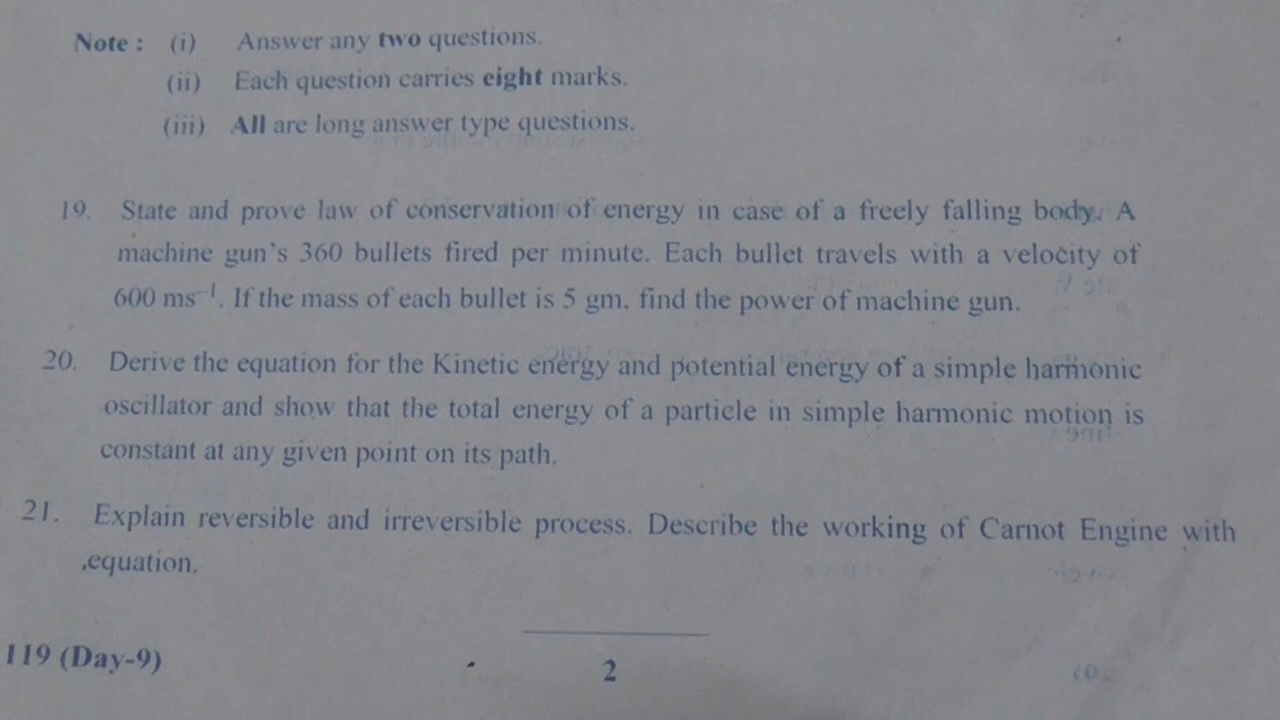 Note : (i) Answer any two questions.
(ii) Each question carries eight marks.
(iii) All are long answer type questions.
19. State and prove law of conservation of energy in case of a freely falling body. A
machine gun's 360 bullets fired per minute. Each bullet travels with a velocity of
600 ms⁻¹. If the mass of each bullet is 5 gm, find the power of machine gun.
20. Derive the equation for the Kinetic energy and potential energy of a simple harmonic
oscillator and show that the total energy of a particle in simple harmonic motion is
constant at any given point on its path.
21. Explain reversible and irreversible process. Describe the working of Carnot Engine with
equation.
119 (Day-9)
2